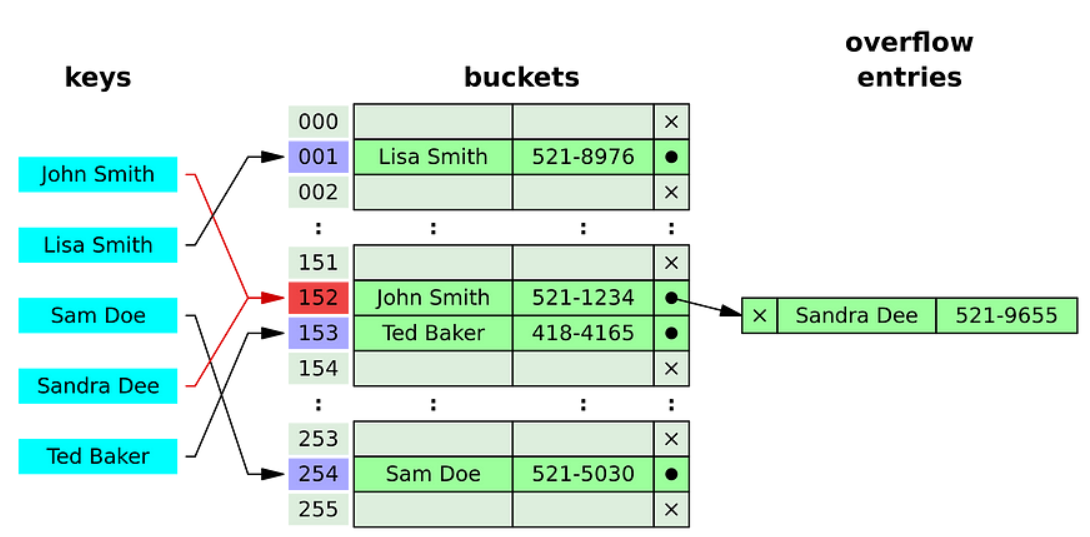 keys
buckets
overflow
entries
John Smith
Lisa Smith
Sam Doe
Sandra Dee
Ted Baker
000 ×
001 Lisa Smith 521-8976 ●
002 ×
: : : :
151 ×
152 John Smith 521-1234 ●
153 Ted Baker 418-4165 ●
154 ×
: : : :
253 ×
254 Sam Doe 521-5030 ●
255 ×
× Sandra Dee 521-9655